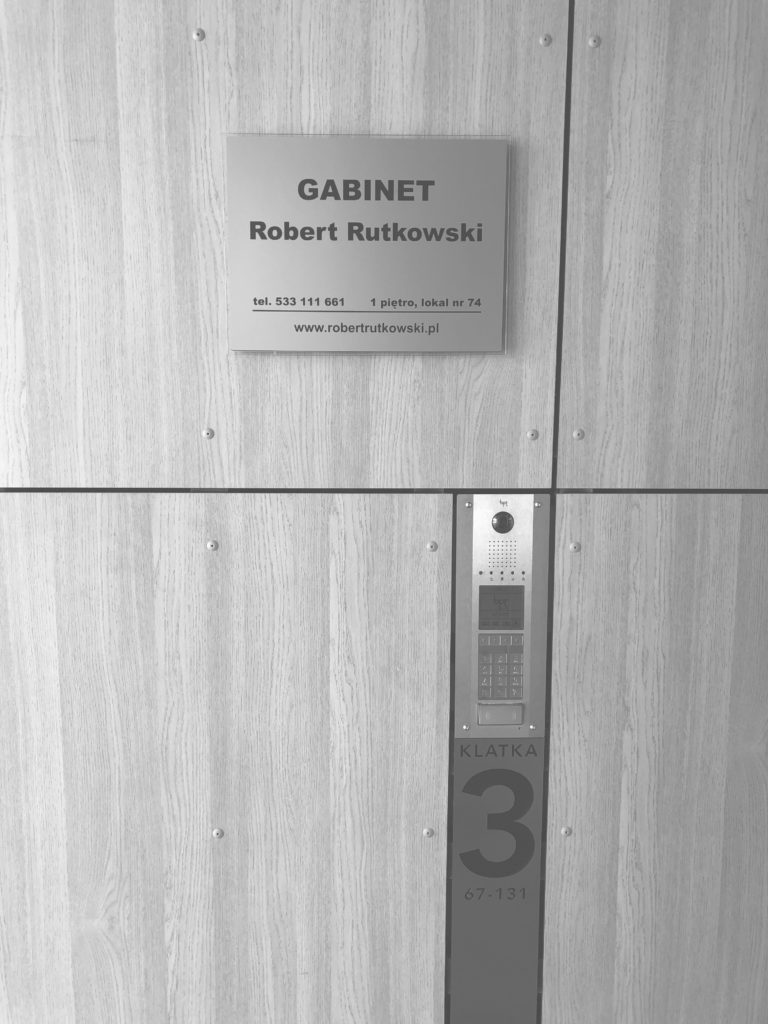 GABINET
Robert Rutkowski
tel. 533 111 661 1 piętro, lokal nr 74
www.robertrutkowski.pl
KLATKA
3
67-131